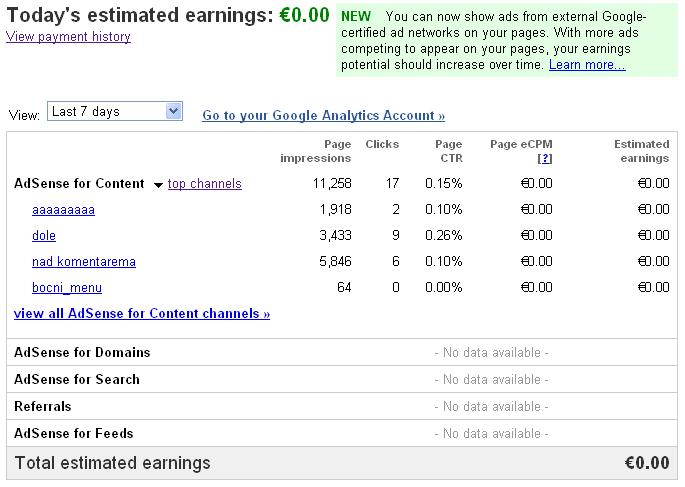 Today's estimated earnings: €0.00
View payment history
NEW You can now show ads from external Google-
certified ad networks on your pages. With more ads
competing to appear on your pages, your earnings
potential should increase over time. Learn more...
View: Last 7 days Go to your Google Analytics Account »
Page impressions Clicks Page CTR Page eCPM [?] Estimated earnings
AdSense for Content top channels 11,258 17 0.15% €0.00 €0.00
aaaaaaaaa 1,918 2 0.10% €0.00 €0.00
dole 3,433 9 0.26% €0.00 €0.00
nad komentarema 5,846 6 0.10% €0.00 €0.00
bocni_menu 64 0 0.00% €0.00 €0.00
view all AdSense for Content channels »
AdSense for Domains - No data available -
AdSense for Search - No data available -
Referrals - No data available -
AdSense for Feeds - No data available -
Total estimated earnings €0.00